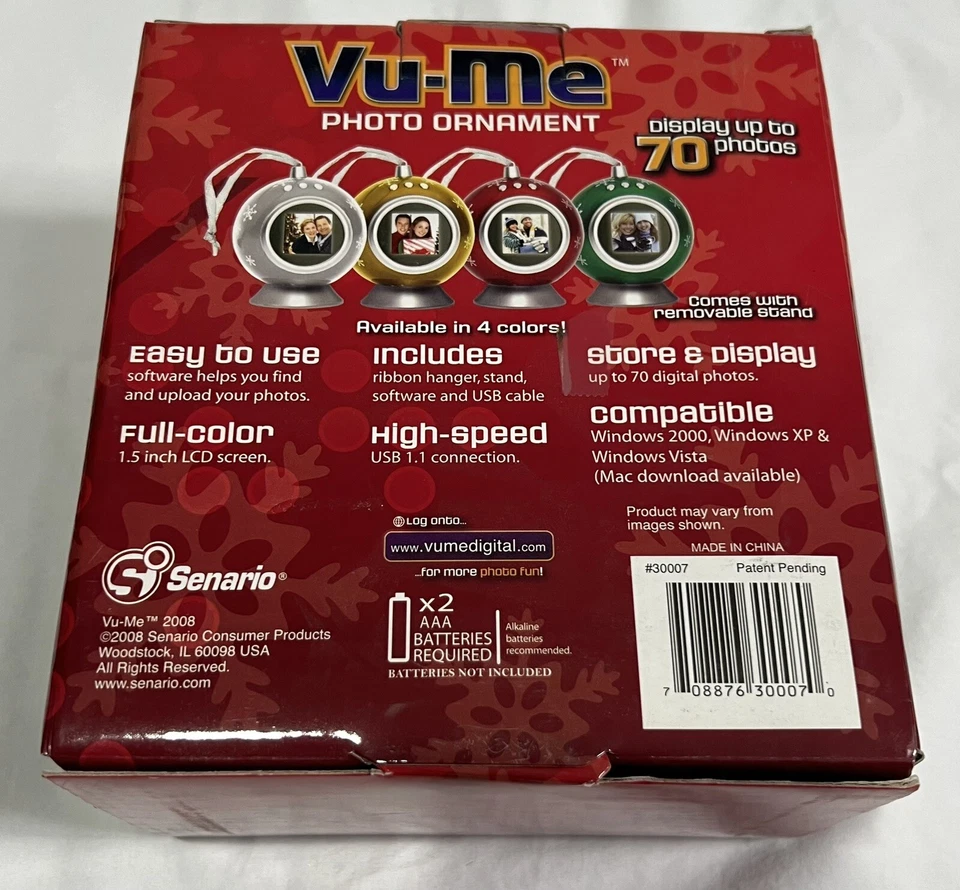 Vu-Me™
PHOTO ORNAMENT
Display up to
70 photos
Comes with
removable stand
Available in 4 colors!
Easy to use
software helps you find
and upload your photos.
Includes
ribbon hanger, stand,
software and USB cable
Store & Display
up to 70 digital photos.
Full-color
1.5 inch LCD screen.
High-speed
USB 1.1 connection.
Compatible
Windows 2000, Windows XP &
Windows Vista
(Mac download available)
Product may vary from
images shown.
Log onto...
www.vumedigital.com
...for more photo fun!
MADE IN CHINA
#30007 Patent Pending
7 08876 30007 0
Senario®
Vu-Me™ 2008
©2008 Senario Consumer Products
Woodstock, IL 60098 USA
All Rights Reserved.
www.senario.com
x2
AAA
BATTERIES
REQUIRED
Alkaline
batteries
recommended.
BATTERIES NOT INCLUDED